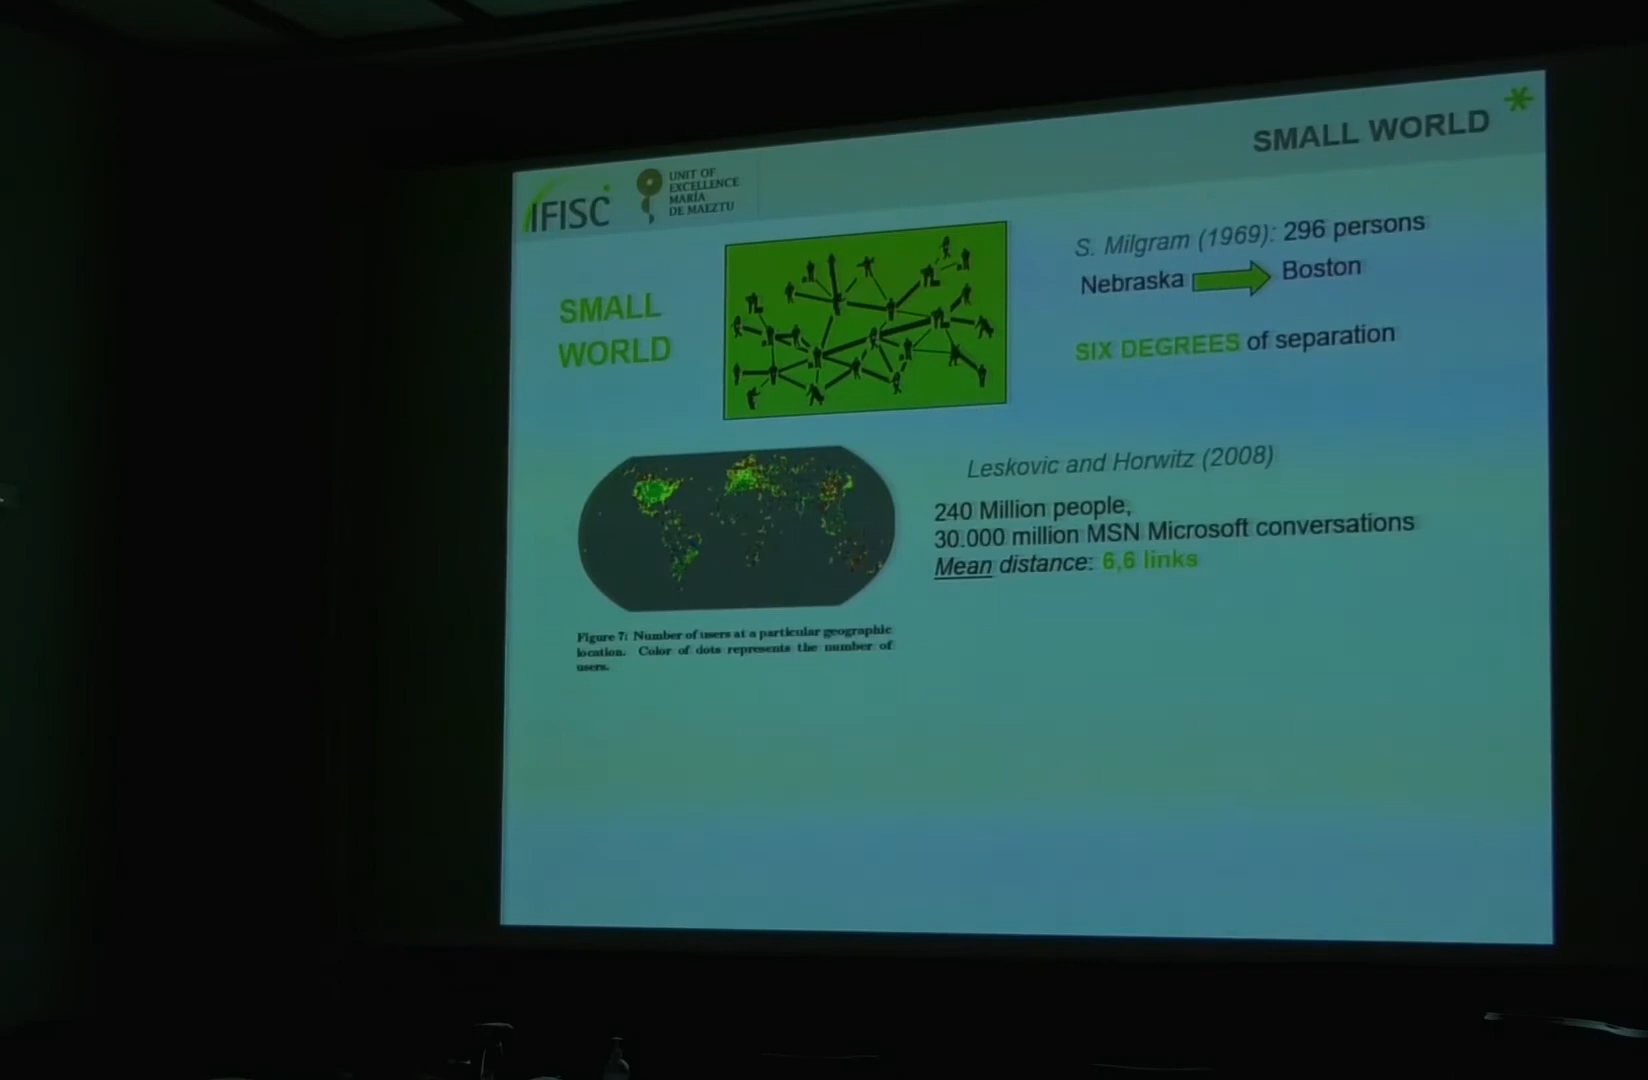 SMALL WORLD
IFISC
UNIT OF
EXCELLENCE
MARÍA
DE MAEZTU
SMALL
WORLD
S. Milgram (1969): 296 persons
Nebraska Boston
SIX DEGREES of separation
Leskovic and Horwitz (2008)
240 Million people,
30.000 million MSN Microsoft conversations
Mean distance: 6,6 links
Figure 7: Number of users at a particular geographic
location. Color of dots represents the number of
users.